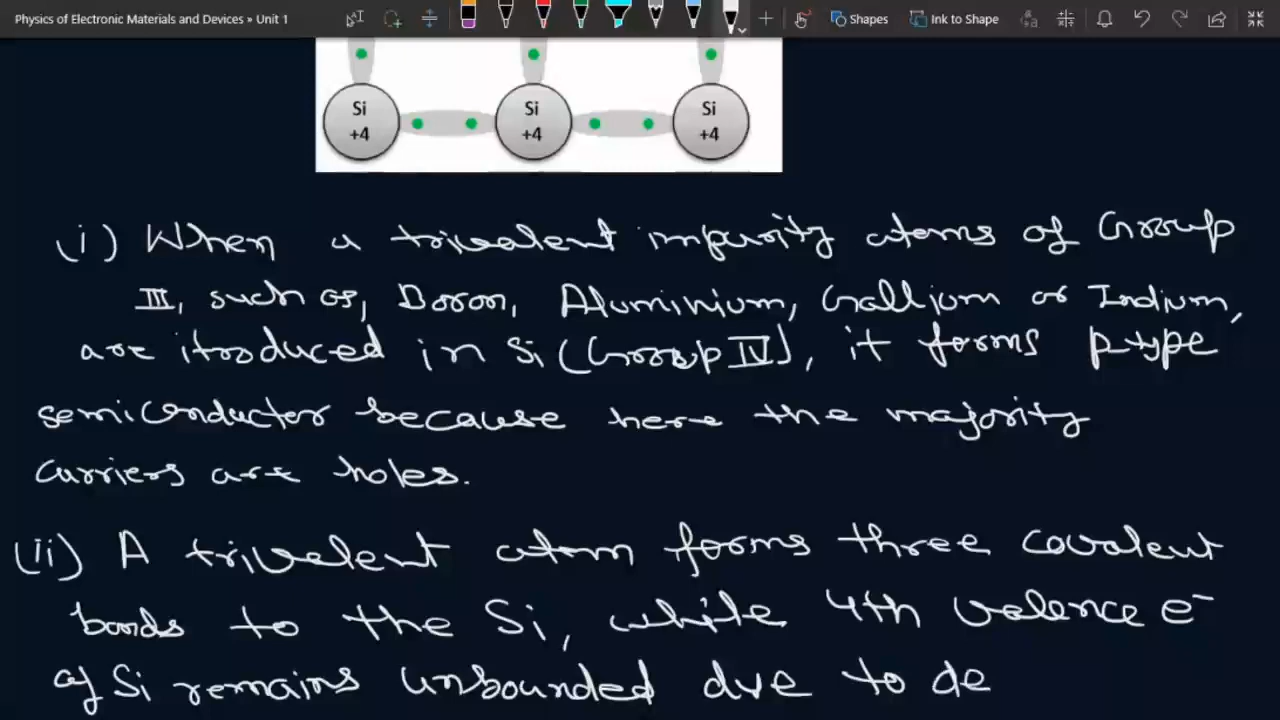 Physics of Electronic Materials and Devices » Unit 1
Shapes
Ink to Shape
Si Si Si
+4 +4 +4
(i) When a trivalent impurity atoms of Group
III, such as, Boron, Aluminium, Gallium or Indium,
are itroduced in Si (Group IV), it forms p-type
semiconductor because here the majority
carriers are holes.
(ii) A trivalent atom forms three covalent
bonds to the Si, while 4th valence e⁻
of Si remains unbounded due to de